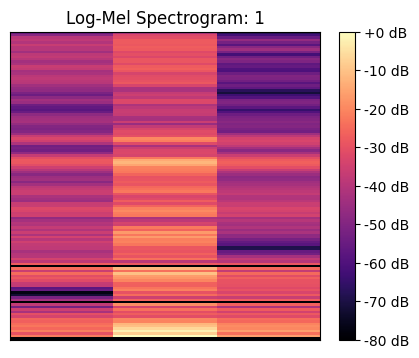 Log-Mel Spectrogram: 1
+0 dB
-10 dB
-20 dB
-30 dB
-40 dB
-50 dB
-60 dB
-70 dB
-80 dB